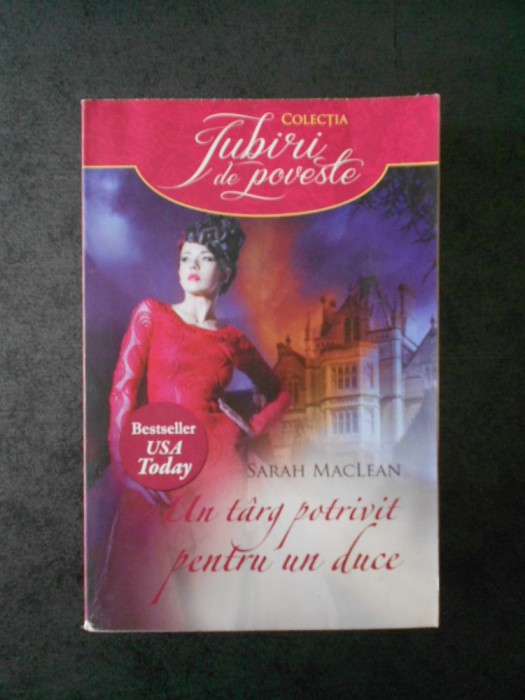 COLECȚIA
Iubiri
de poveste
Bestseller
USA
Today
SARAH MACLEAN
Un târg potrivit
pentru un duce